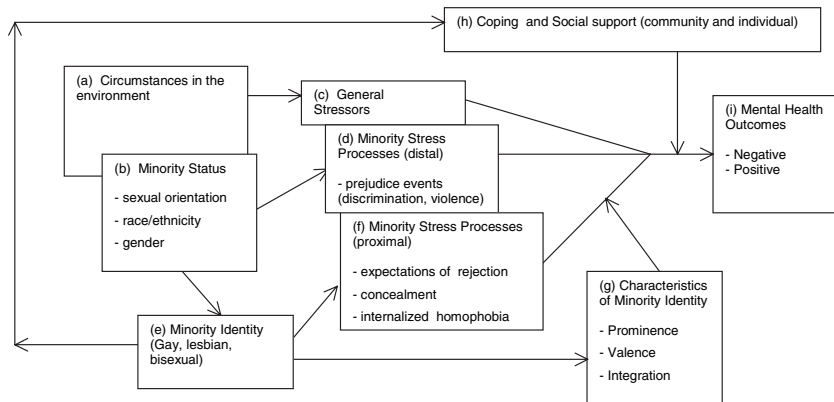 (h) Coping and Social support (community and individual)
(a) Circumstances in the
environment
(c) General
Stressors
(i) Mental Health
Outcomes
- Negative
- Positive
(d) Minority Stress
Processes (distal)
- prejudice events
(discrimination, violence)
(b) Minority Status
- sexual orientation
- race/ethnicity
- gender
(f) Minority Stress Processes
(proximal)
- expectations of rejection
- concealment
- internalized homophobia
(g) Characteristics
of Minority Identity
- Prominence
- Valence
- Integration
(e) Minority Identity
(Gay, lesbian,
bisexual)